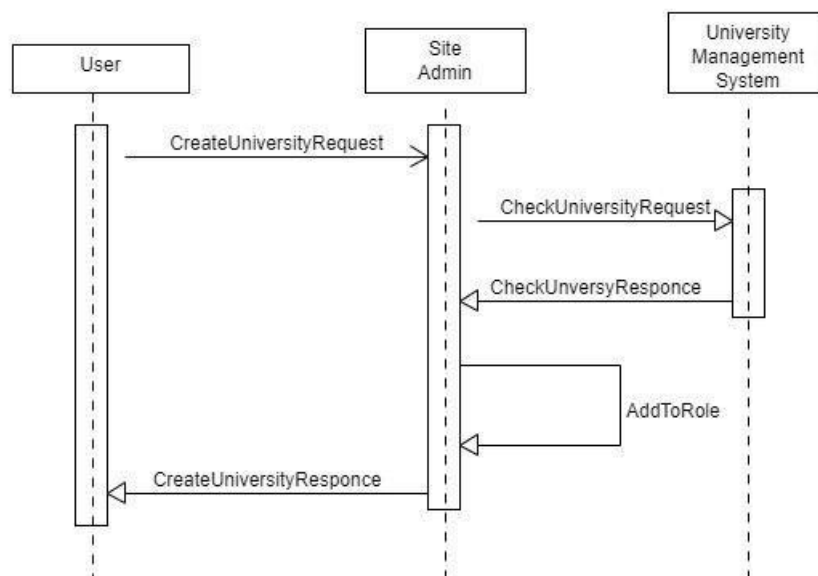 User
Site
Admin
University
Management
System
CreateUniversityRequest
CheckUniversityRequest
CheckUnversyResponce
AddToRole
CreateUniversityResponce